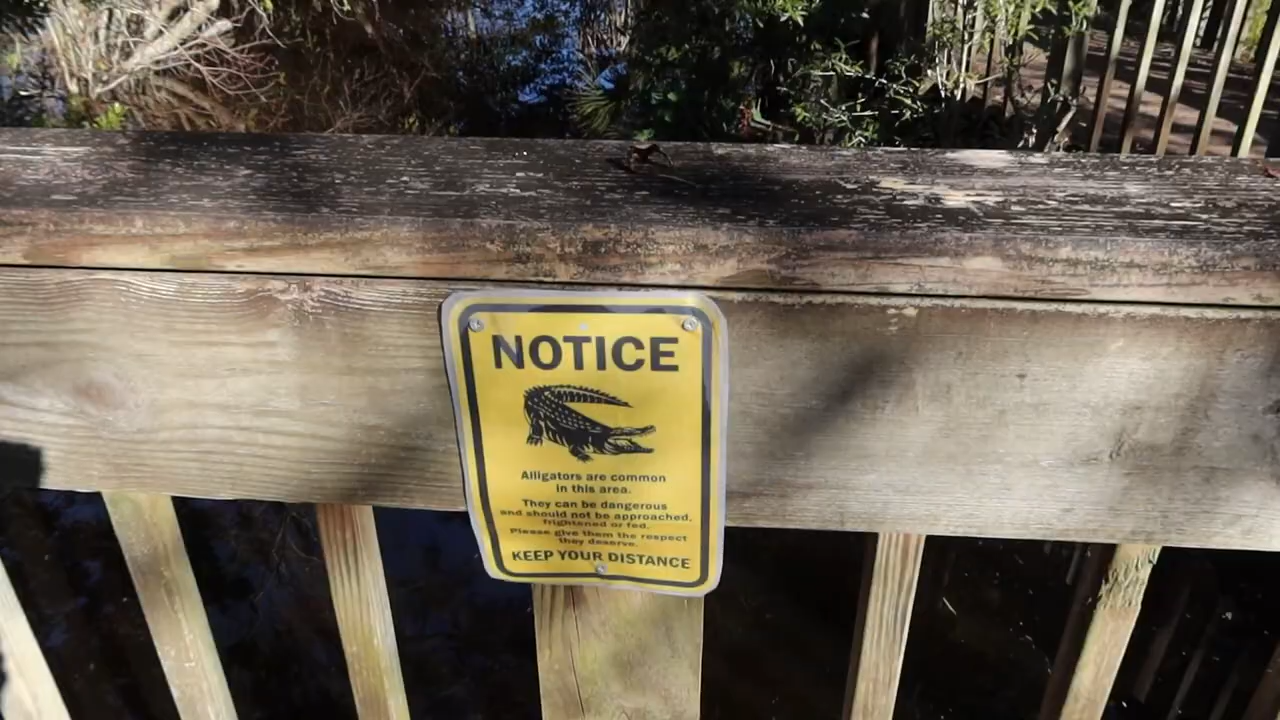 NOTICE
Alligators are common
in this area.
They can be dangerous
and should not be approached,
frightened or fed.
Please give them the respect
they deserve.
KEEP YOUR DISTANCE